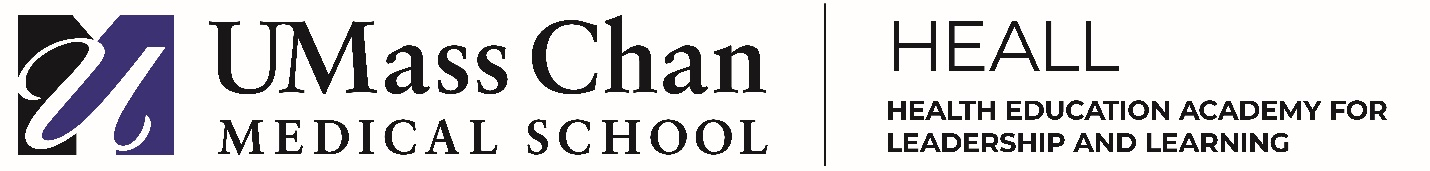 UMass Chan
MEDICAL SCHOOL
HEALL
HEALTH EDUCATION ACADEMY FOR
LEADERSHIP AND LEARNING